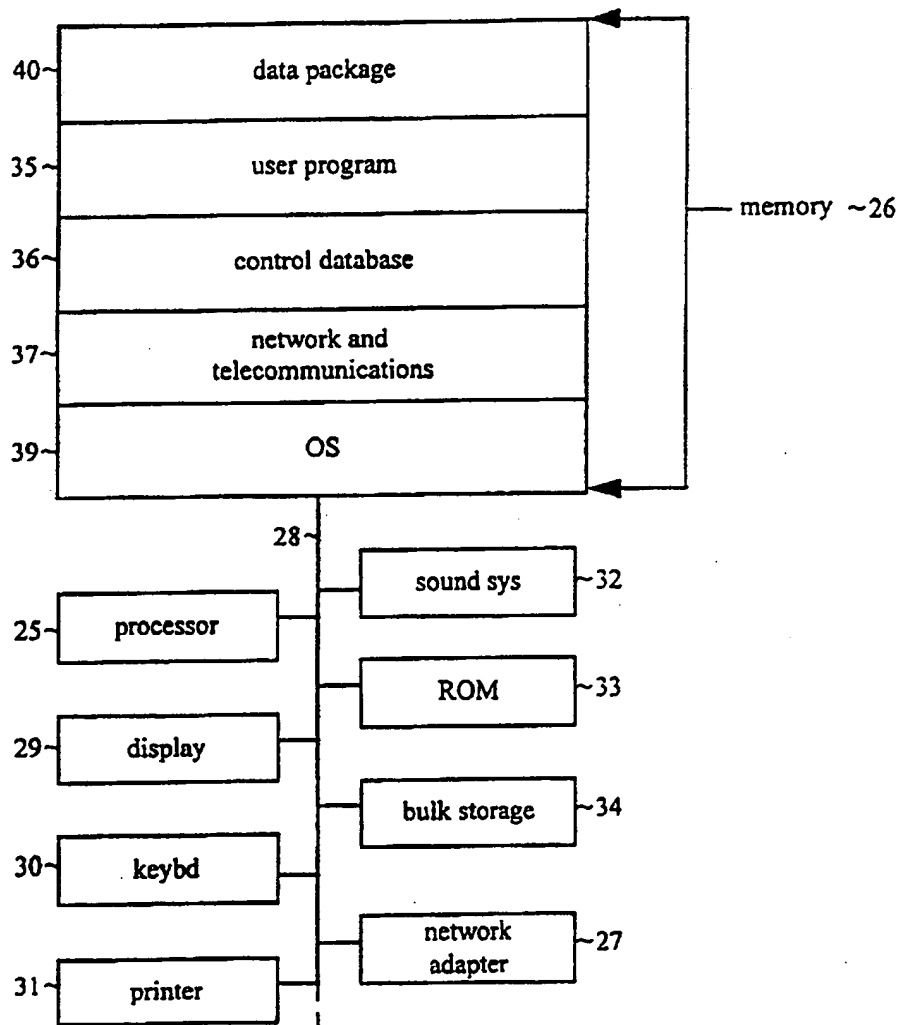 40~ data package
35~ user program
memory ~26
36~ control database
37~ network and
telecommunications
39~ OS
28~
sound sys ~32
25~ processor
ROM ~33
29~ display
bulk storage ~34
30~ keybd
network
adapter ~27
31~ printer